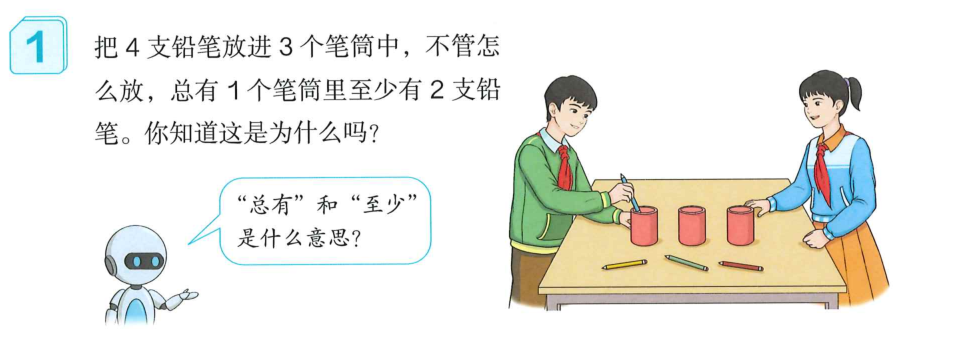 1
把 4 支铅笔放进 3 个笔筒中，不管怎
么放，总有 1 个笔筒里至少有 2 支铅
笔。你知道这是为什么吗？
“总有”和“至少”
是什么意思？